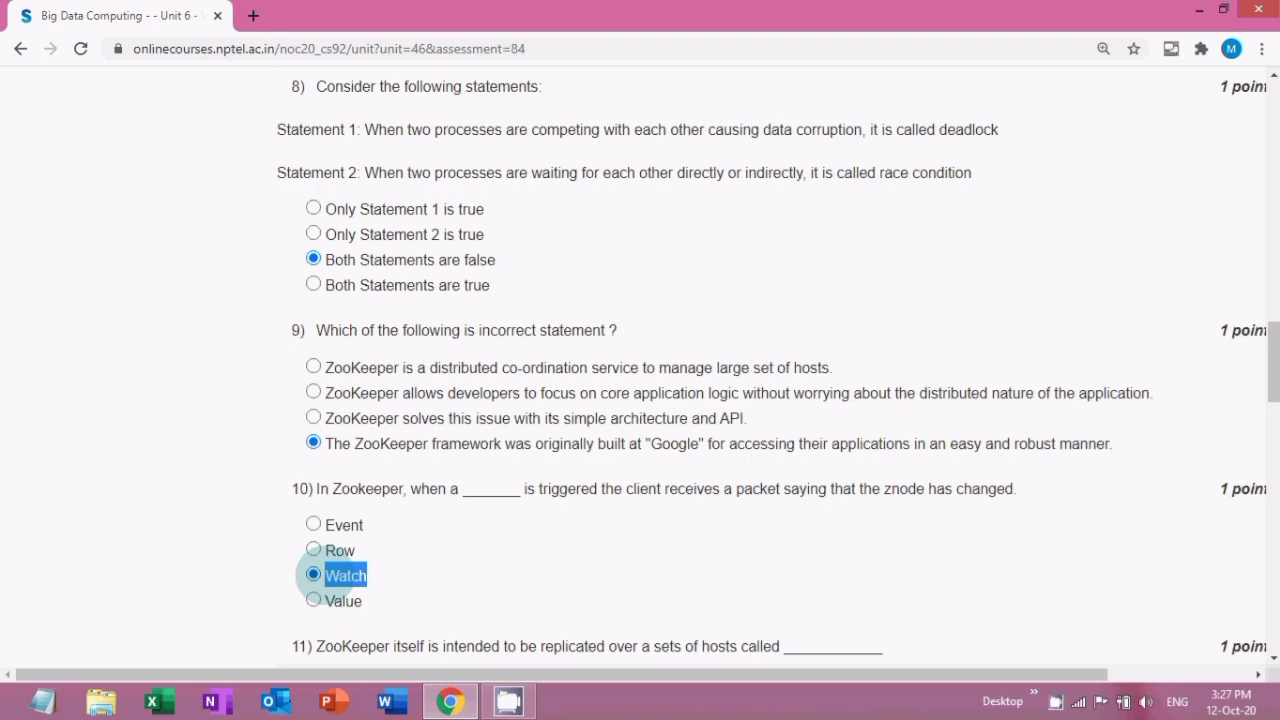 Big Data Computing - - Unit 6 -
onlinecourses.nptel.ac.in/noc20_cs92/unit?unit=46&assessment=84
M
8) Consider the following statements: 1 point
Statement 1: When two processes are competing with each other causing data corruption, it is called deadlock
Statement 2: When two processes are waiting for each other directly or indirectly, it is called race condition
Only Statement 1 is true
Only Statement 2 is true
Both Statements are false
Both Statements are true
9) Which of the following is incorrect statement ? 1 point
ZooKeeper is a distributed co-ordination service to manage large set of hosts.
ZooKeeper allows developers to focus on core application logic without worrying about the distributed nature of the application.
ZooKeeper solves this issue with its simple architecture and API.
The ZooKeeper framework was originally built at "Google" for accessing their applications in an easy and robust manner.
10) In Zookeeper, when a _______ is triggered the client receives a packet saying that the znode has changed. 1 point
Event
Row
Watch
Value
11) ZooKeeper itself is intended to be replicated over a sets of hosts called ____________ 1 point
Desktop ENG 3:27 PM
12-Oct-20